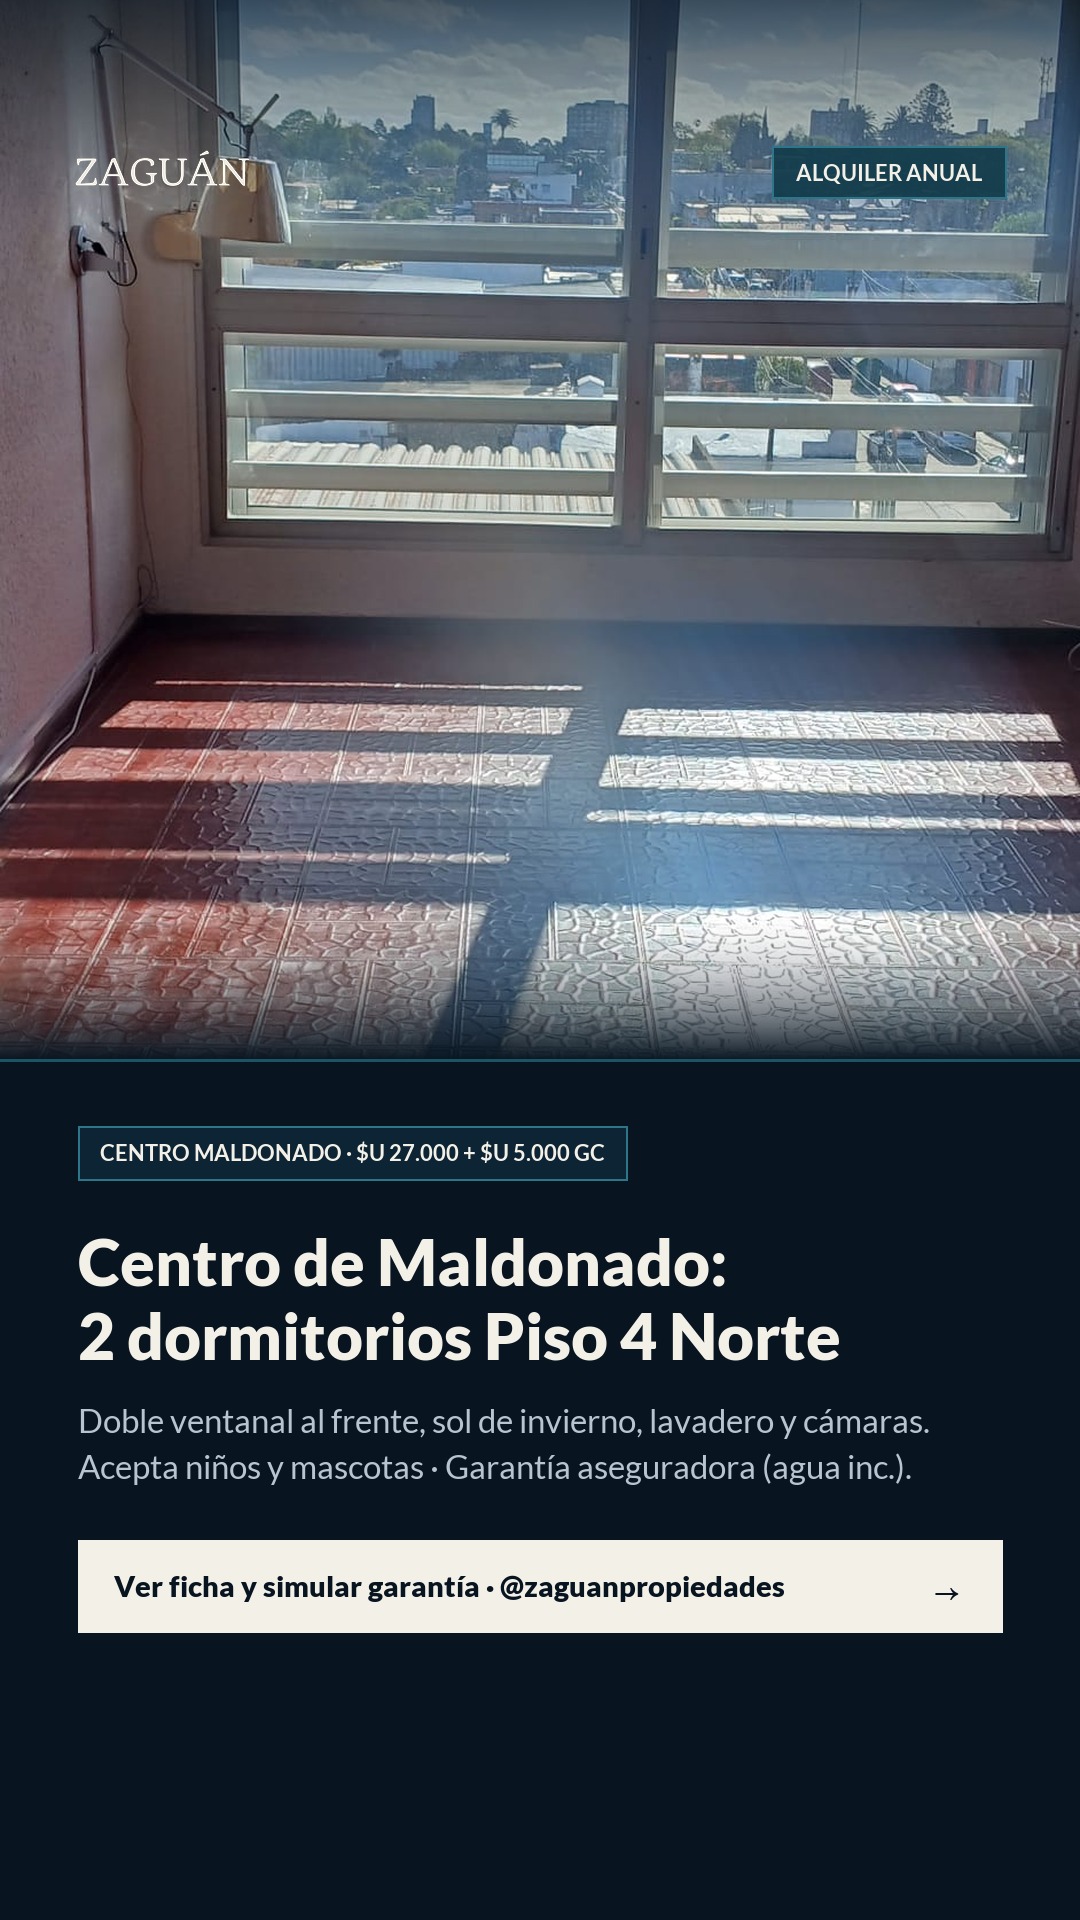 ZAGUÁN
ALQUILER ANUAL
CENTRO MALDONADO · $U 27.000 + $U 5.000 GC
Centro de Maldonado:
2 dormitorios Piso 4 Norte
Doble ventanal al frente, sol de invierno, lavadero y cámaras.
Acepta niños y mascotas · Garantía aseguradora (agua inc.).
Ver ficha y simular garantía · @zaguanpropiedades →